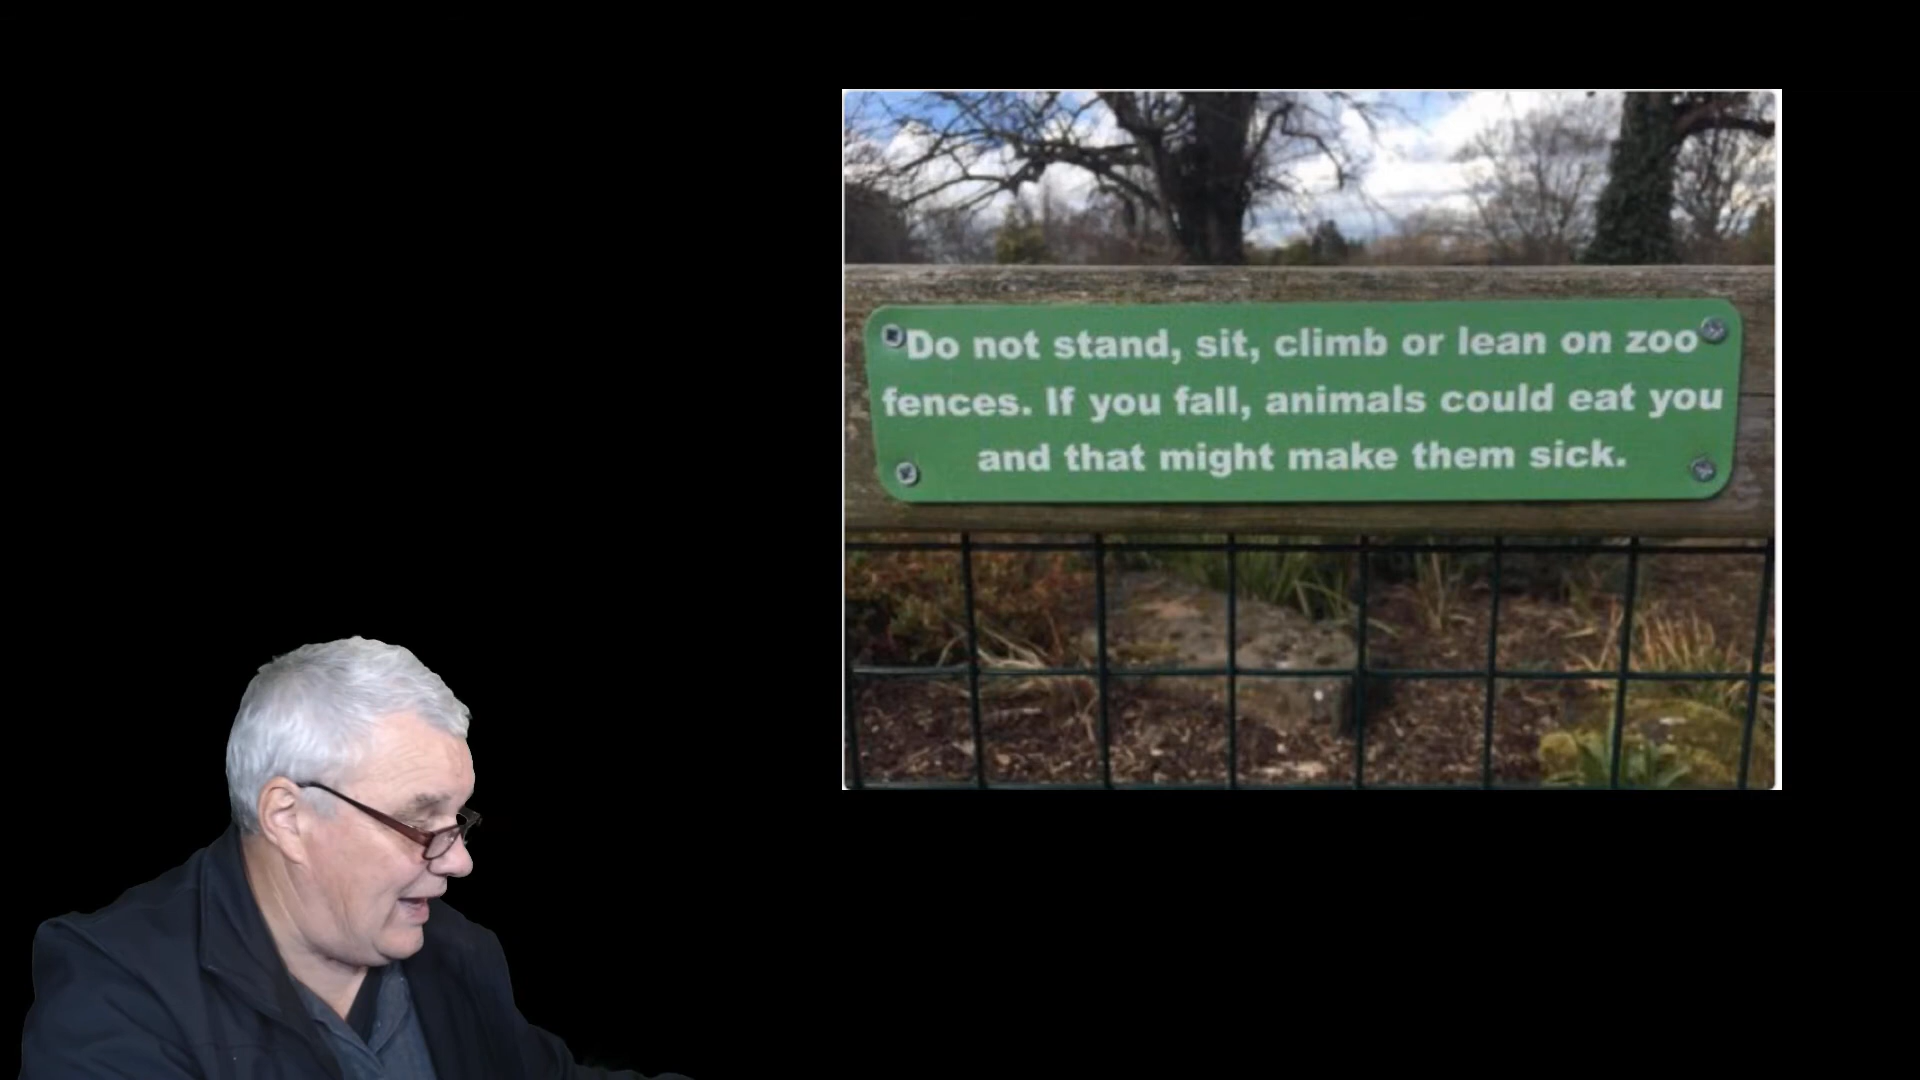 Do not stand, sit, climb or lean on zoo
fences. If you fall, animals could eat you
and that might make them sick.